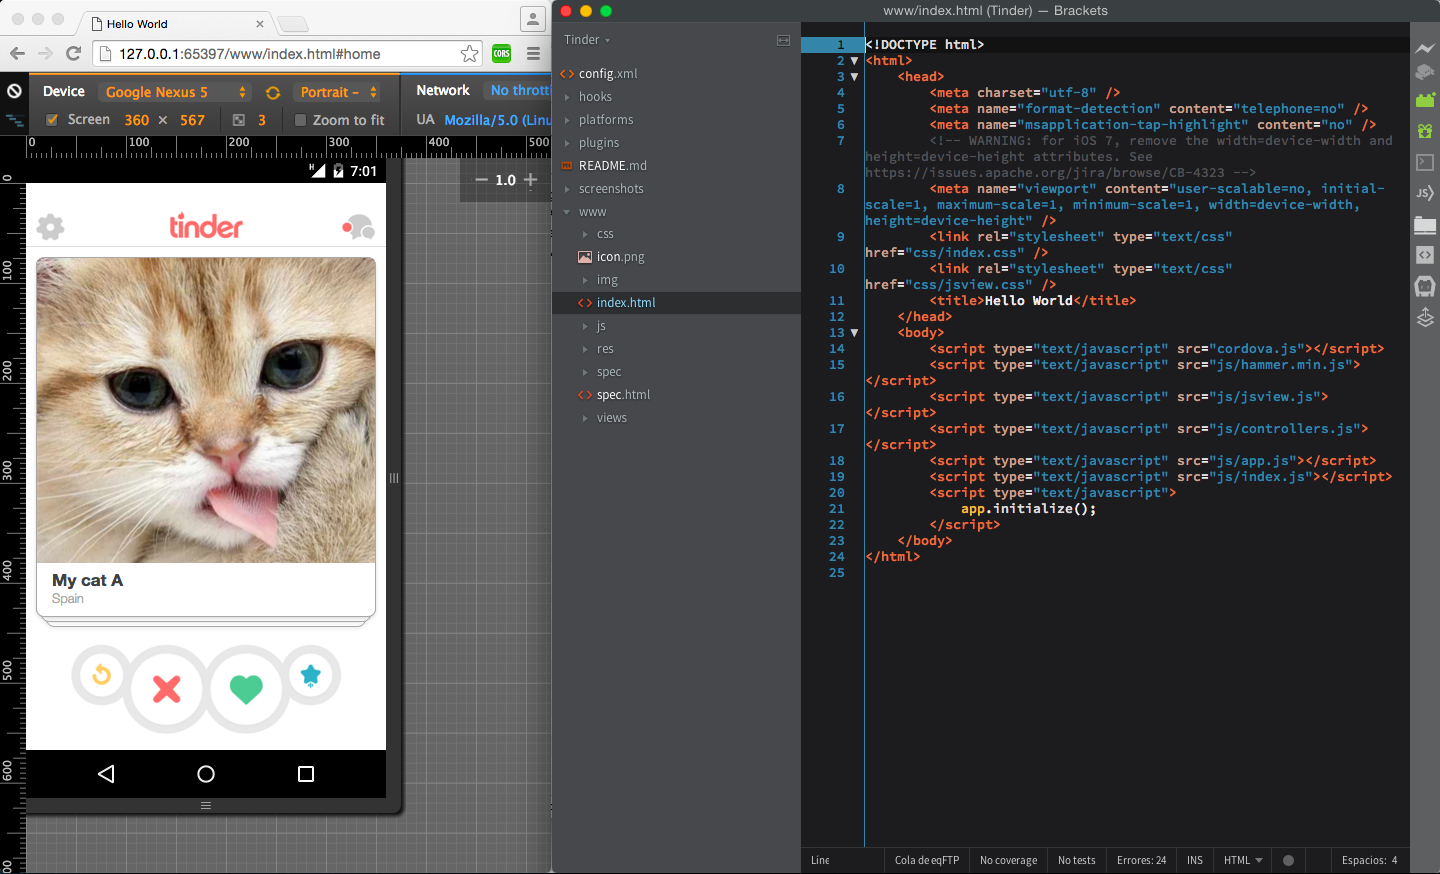 Hello World
127.0.0.1:65397/www/index.html#home
CORS
Device
Google Nexus 5
Portrait –
Network
No thrott
Screen
360 × 567
3
Zoom to fit
UA
Mozilla/5.0 (Linu
0 100 200 300 400 500
0
100
200
300
400
500
600
1.0
7:01
tinder
My cat A
Spain
www/index.html (Tinder) — Brackets
Tinder
config.xml
hooks
platforms
plugins
README.md
screenshots
www
css
icon.png
img
index.html
js
res
spec
spec.html
views
1 <!DOCTYPE html>
2 <html>
3 <head>
4 <meta charset="utf-8" />
5 <meta name="format-detection" content="telephone=no" />
6 <meta name="msapplication-tap-highlight" content="no" />
7 <!-- WARNING: for iOS 7, remove the width=device-width and
height=device-height attributes. See
https://issues.apache.org/jira/browse/CB-4323 -->
8 <meta name="viewport" content="user-scalable=no, initial-
scale=1, maximum-scale=1, minimum-scale=1, width=device-width,
height=device-height" />
9 <link rel="stylesheet" type="text/css"
href="css/index.css" />
10 <link rel="stylesheet" type="text/css"
href="css/jsview.css" />
11 <title>Hello World</title>
12 </head>
13 <body>
14 <script type="text/javascript" src="cordova.js"></script>
15 <script type="text/javascript" src="js/hammer.min.js">
</script>
16 <script type="text/javascript" src="js/jsview.js">
</script>
17 <script type="text/javascript" src="js/controllers.js">
</script>
18 <script type="text/javascript" src="js/app.js"></script>
19 <script type="text/javascript" src="js/index.js"></script>
20 <script type="text/javascript">
21 app.initialize();
22 </script>
23 </body>
24 </html>
25
JS
Line
Cola de eqFTP
No coverage
No tests
Errores: 24
INS
HTML
Espacios: 4